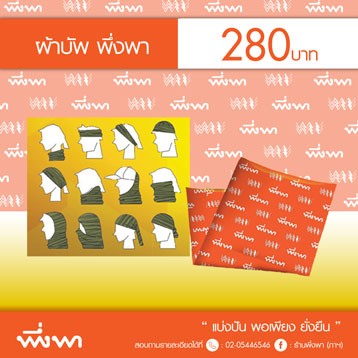 ผ้าบัฟ พึ่งพา
280บาท
พึ่งพา
“ แบ่งปัน พอเพียง ยั่งยืน ”
สอบถามรายละเอียดได้ที่ : 02-05446546 : ร้านพึ่งพา (ภาฯ)